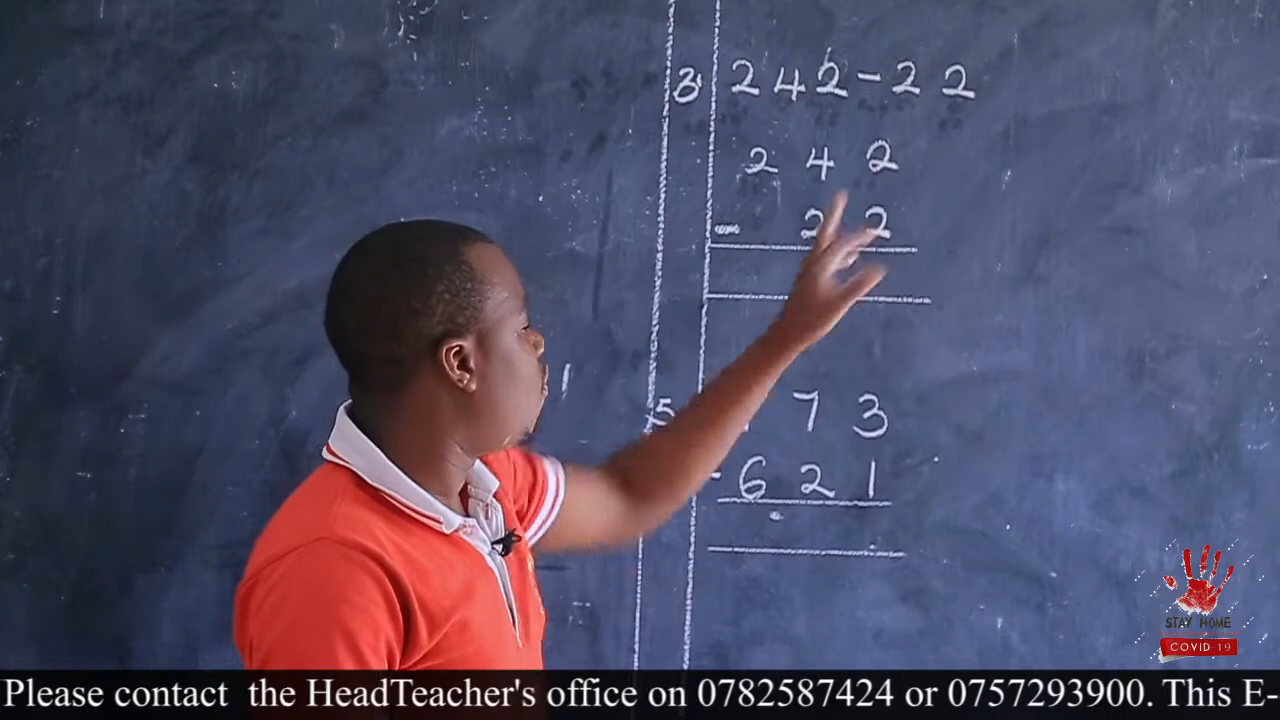 3 242-22
242
- 22
5 73
- 621
STAY HOME
COVID 19
Please contact the HeadTeacher's office on 0782587424 or 0757293900. This E-